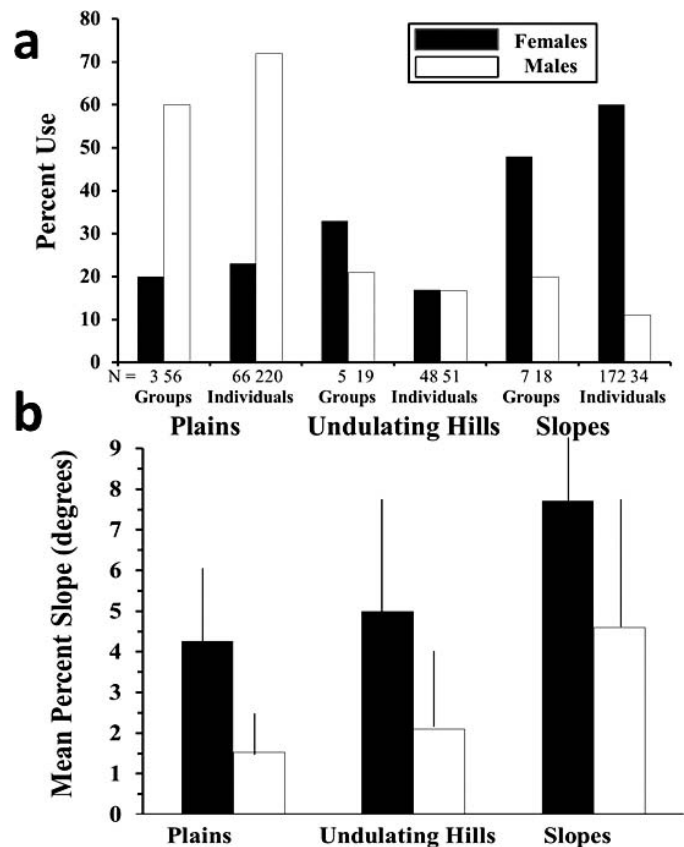 a
80
70
60
50
40
30
20
10
0
Percent Use
Females
Males
N = 3 56 66 220 5 19 48 51 7 18 172 34
Groups Individuals Groups Individuals Groups Individuals
Plains Undulating Hills Slopes
b
9
8
7
6
5
4
3
2
1
0
Mean Percent Slope (degrees)
Plains Undulating Hills Slopes